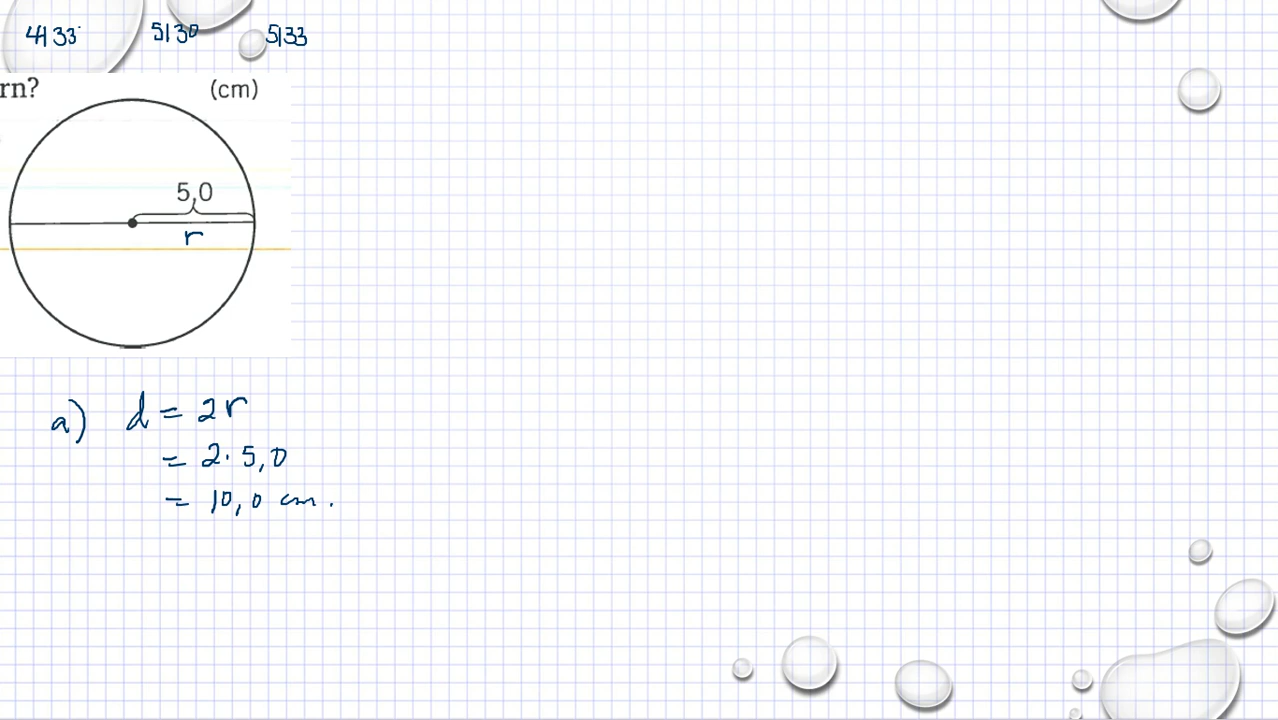 4133 5130 5133
rn? (cm)
5,0
r
a) d = 2r
= 2·5,0
= 10,0 cm.